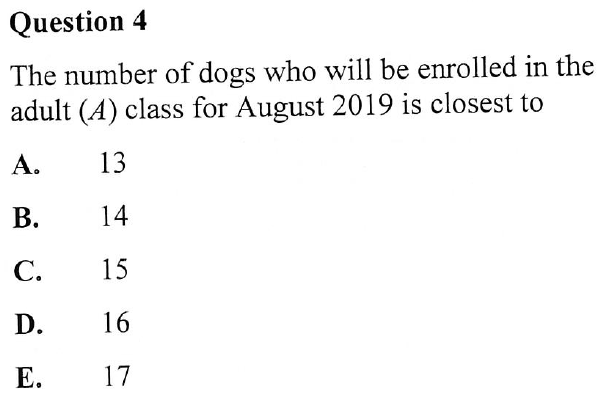 Question 4
The number of dogs who will be enrolled in the
adult (A) class for August 2019 is closest to
A. 13
B. 14
C. 15
D. 16
E. 17